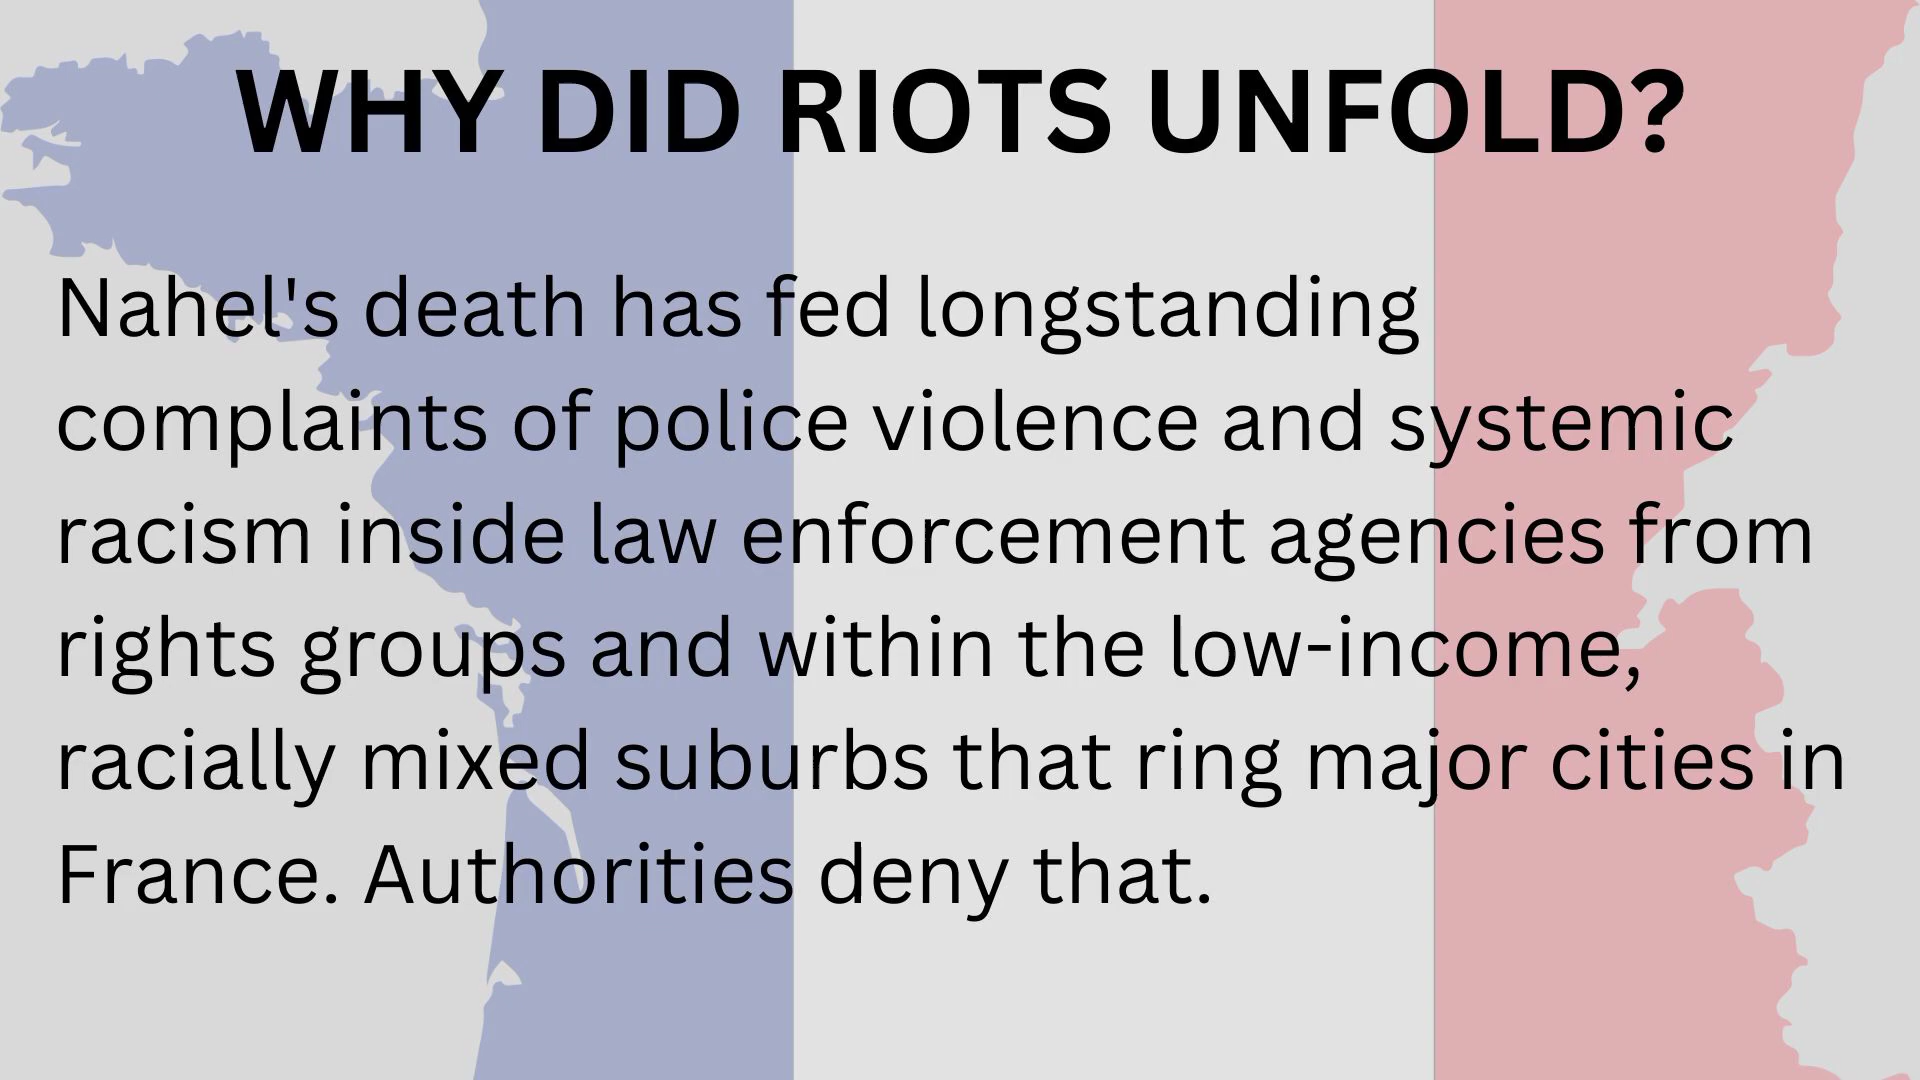 WHY DID RIOTS UNFOLD?
Nahel's death has fed longstanding
complaints of police violence and systemic
racism inside law enforcement agencies from
rights groups and within the low-income,
racially mixed suburbs that ring major cities in
France. Authorities deny that.